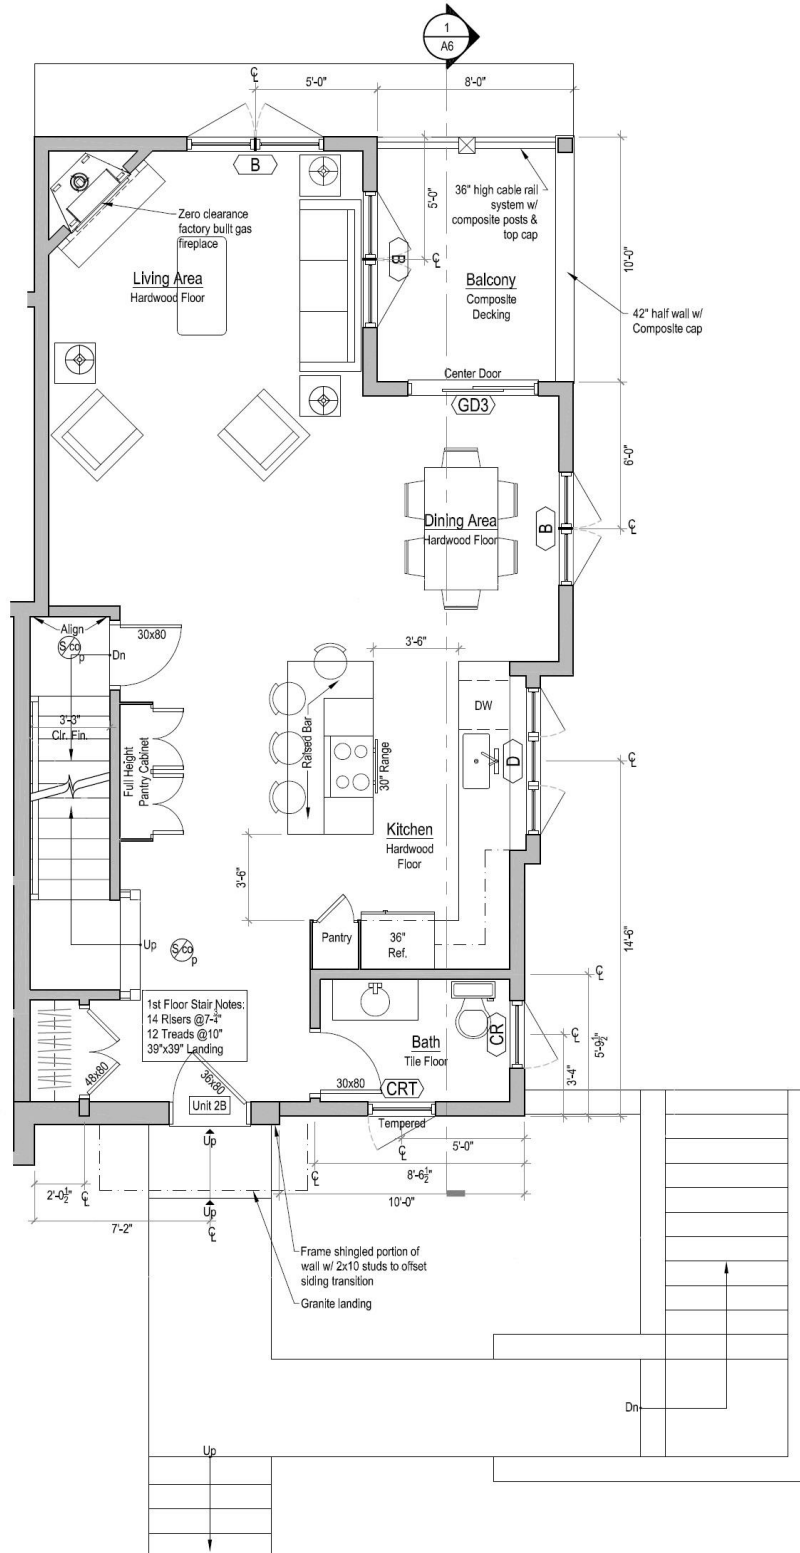 1
A6
℄
5'-0"
8'-0"
B
36" high cable rail
system w/
composite posts &
top cap
5'-0"
Zero clearance
factory built gas
fireplace
B
℄
10'-0"
Living Area
Hardwood Floor
Balcony
Composite
Decking
42" half wall w/
Composite cap
Center Door
GD3
6'-0"
Dining Area
Hardwood Floor
B
℄
Align
S/co
p
30x80
Dn
3'-6"
3'-3"
Clr. Fin.
Full Height
Pantry Cabinet
Raised Bar
30" Range
DW
D
℄
Kitchen
Hardwood
Floor
3'-6"
Up
S/co
p
Pantry
36"
Ref.
14'-6"
℄
1st Floor Stair Notes:
14 Risers @7-3/4"
12 Treads @10"
39"x39" Landing
Bath
Tile Floor
CR
℄
5'-9½"
3'-4"
48x80
36x80
30x80
CRT
Unit 2B
Tempered
Up
5'-0"
℄
8'-6½"
℄
2'-0½"
℄
Up
10'-0"
7'-2"
℄
Frame shingled portion of
wall w/ 2x10 studs to offset
siding transition
Granite landing
Dn
Up